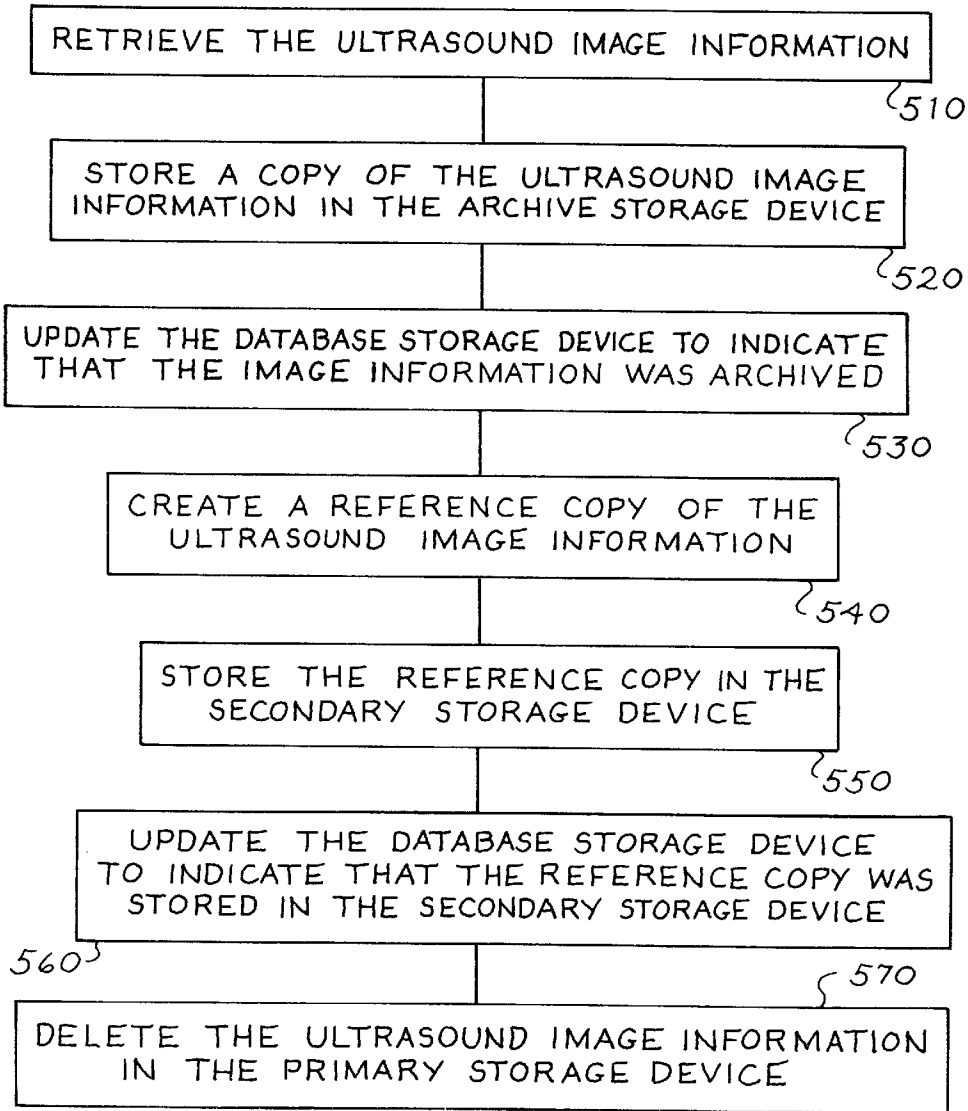 RETRIEVE THE ULTRASOUND IMAGE INFORMATION
510
STORE A COPY OF THE ULTRASOUND IMAGE
INFORMATION IN THE ARCHIVE STORAGE DEVICE
520
UPDATE THE DATABASE STORAGE DEVICE TO INDICATE
THAT THE IMAGE INFORMATION WAS ARCHIVED
530
CREATE A REFERENCE COPY OF THE
ULTRASOUND IMAGE INFORMATION
540
STORE THE REFERENCE COPY IN THE
SECONDARY STORAGE DEVICE
550
UPDATE THE DATABASE STORAGE DEVICE
TO INDICATE THAT THE REFERENCE COPY WAS
STORED IN THE SECONDARY STORAGE DEVICE
560
570
DELETE THE ULTRASOUND IMAGE INFORMATION
IN THE PRIMARY STORAGE DEVICE